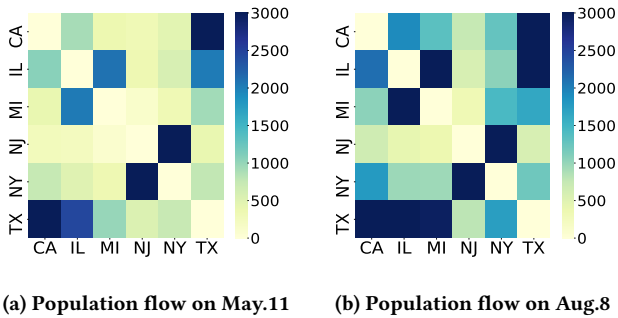 CA
IL
MI
NJ
NY
TX
CA IL MI NJ NY TX
3000
2500
2000
1500
1000
500
0
(a) Population flow on May.11
CA
IL
MI
NJ
NY
TX
CA IL MI NJ NY TX
3000
2500
2000
1500
1000
500
0
(b) Population flow on Aug.8